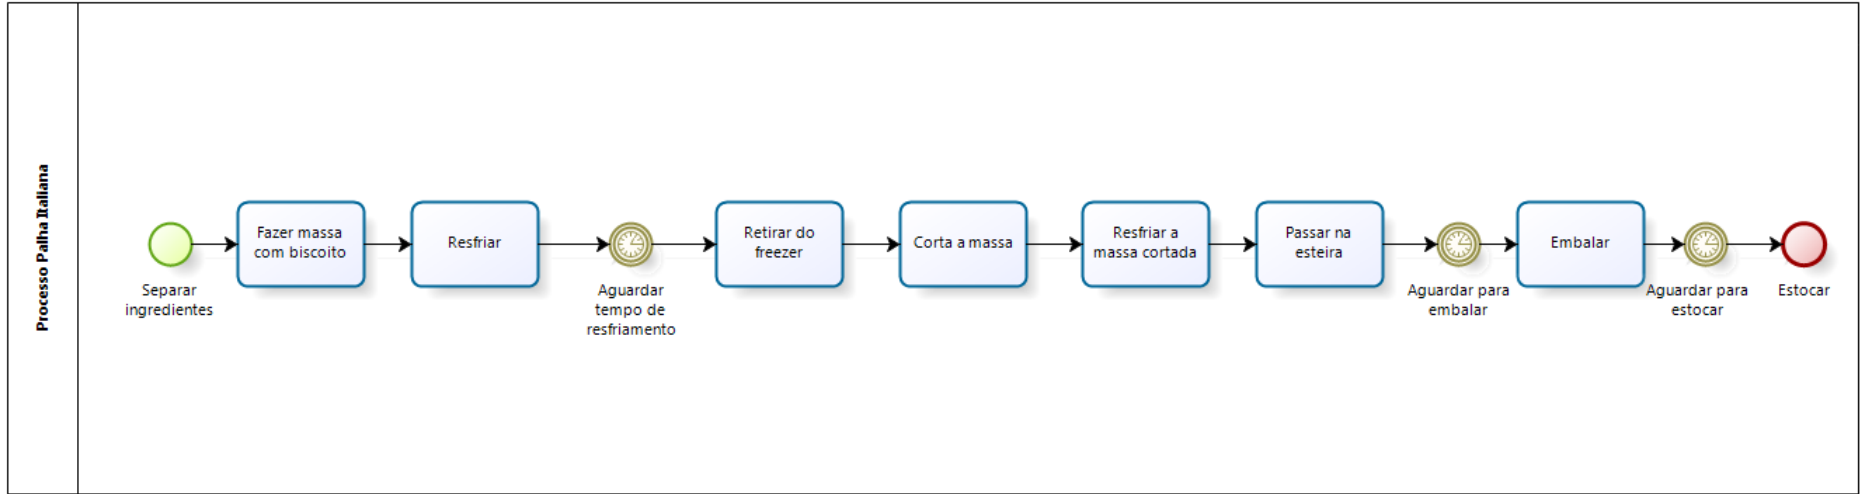 Processo Palha Italiana
Separar
ingredientes
Fazer massa
com biscoito
Resfriar
Aguardar
tempo de
resfriamento
Retirar do
freezer
Corta a massa
Resfriar a
massa cortada
Passar na
esteira
Aguardar para
embalar
Embalar
Aguardar para
estocar
Estocar